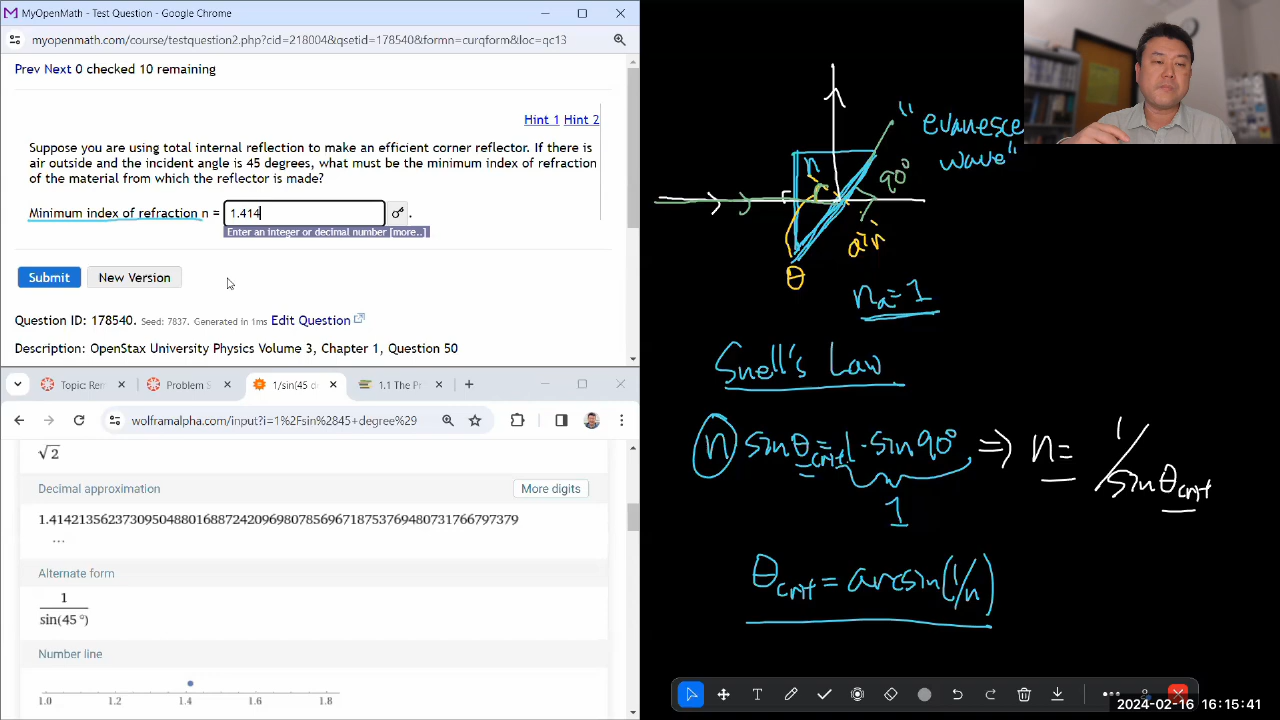 MyOpenMath - Test Question - Google Chrome
myopenmath.com/course/testquestion2.php?cid=218004&qsetid=178540&formn=curqform&loc=qc13
Prev Next 0 checked 10 remaining
Hint 1 Hint 2
Suppose you are using total internal reflection to make an efficient corner reflector. If there is
air outside and the incident angle is 45 degrees, what must be the minimum index of refraction
of the material from which the reflector is made?
Minimum index of refraction n = 1.414 .
Enter an integer or decimal number [more..]
Submit New Version
Question ID: 178540. Seed: 7832. Generated in 1ms Edit Question
Description: OpenStax University Physics Volume 3, Chapter 1, Question 50
Topic Re Problem S 1/sin(45 d 1.1 The Pr
wolframalpha.com/input?i=1%2Fsin%2845+degree%29
√2
Decimal approximation
More digits
1.41421356237309504880168872420969807856967187537694807317667973799
...
Alternate form
1
sin(45 °)
Number line
1.0 1.2 1.4 1.6 1.8
"evanesce
wave"
n
90°
air
θ
nₐ=1
Snell's Law
n sinθcrit = 1 · sin90° ⇒ n = 1/sinθcrit
1
θcrit = arcsin(1/n)
2024-02-16 16:15:41